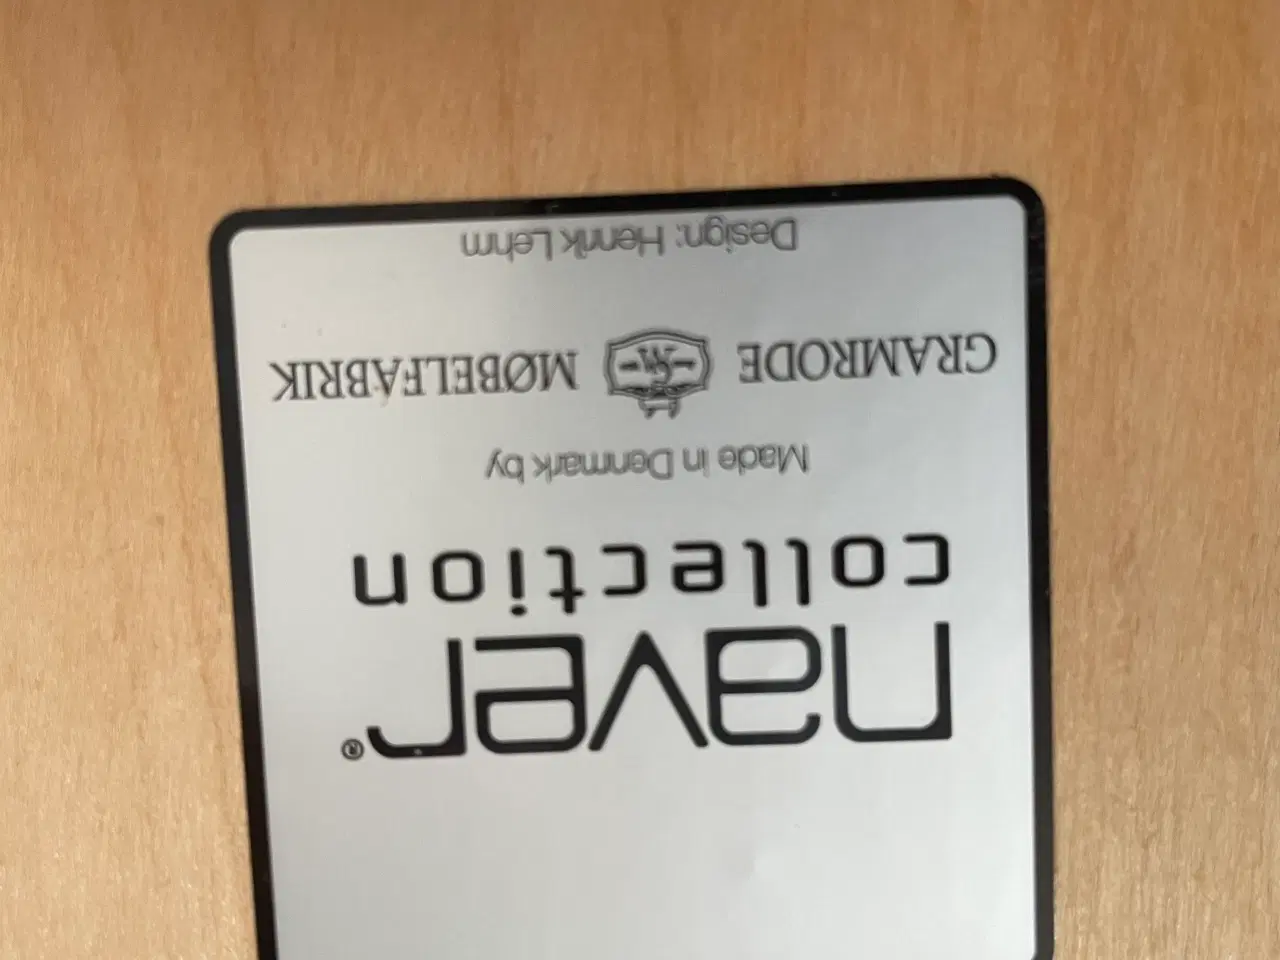 naver®
collection
Made in Denmark by
GRAMRODE MØBELFABRIK
Design: Henrik Lehm